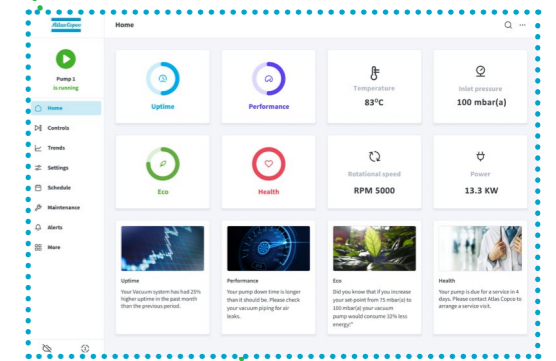 Atlas Copco
Home
Pump 1
is running
Home
Controls
Trends
Settings
Schedule
Maintenance
Alerts
More
Uptime
Performance
Temperature
83°C
Inlet pressure
100 mbar(a)
Eco
Health
Rotational speed
RPM 5000
Power
13.3 KW
Uptime
Your Vacuum system has had 25%
higher uptime in the past month
than the previous period.
Performance
Your pump down time is longer
than it should be. Please check
your vacuum piping for air
leaks.
Eco
Did you know that if you increase
your set-point from 75 mbar(a) to
100 mbar(a) your vacuum
pump would consume 32% less
energy!"
Health
Your pump is due for a service in 4
days. Please contact Atlas Copco to
arrange a service visit.